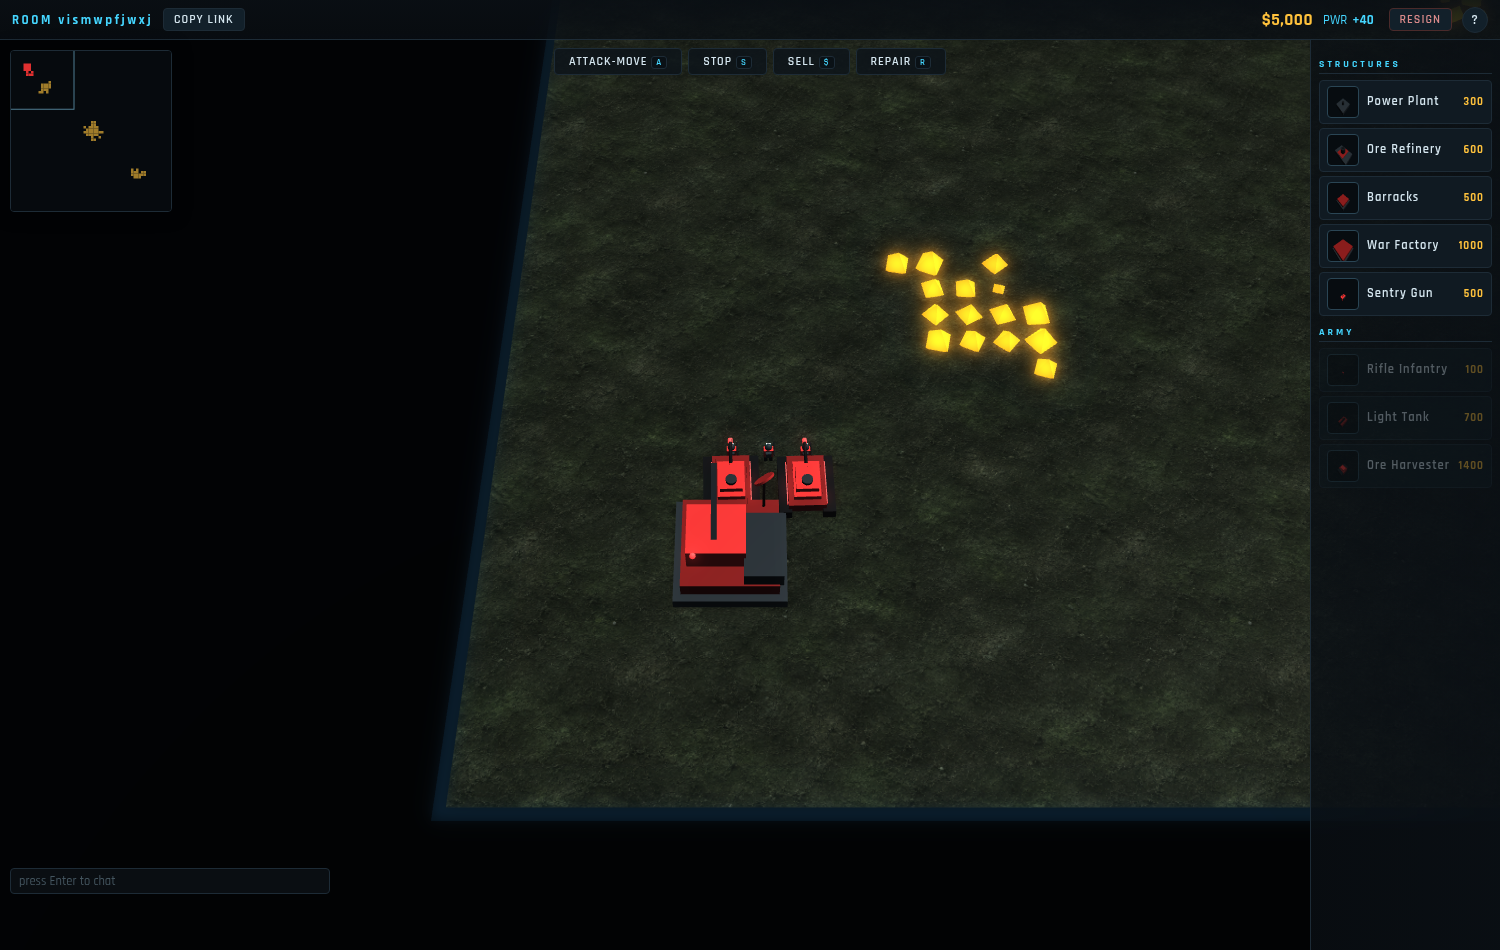 ROOM vismwpfjwxj COPY LINK $5,000 PWR +40 RESIGN ?
ATTACK-MOVE A STOP S SELL $ REPAIR R
STRUCTURES
Power Plant 300
Ore Refinery 600
Barracks 500
War Factory 1000
Sentry Gun 500
ARMY
Rifle Infantry 100
Light Tank 700
Ore Harvester 1400
press Enter to chat